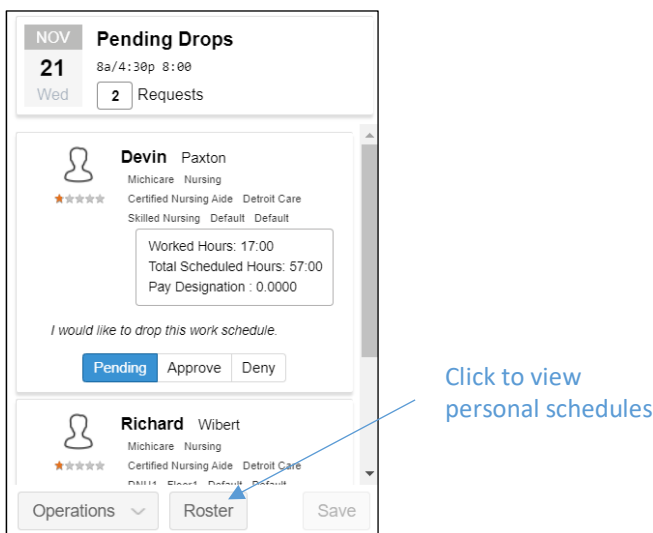 NOV
Pending Drops
21
8a/4:30p 8:00
Wed
2 Requests
Devin Paxton
Michicare Nursing
Certified Nursing Aide Detroit Care
Skilled Nursing Default Default
Worked Hours: 17:00
Total Scheduled Hours: 57:00
Pay Designation : 0.0000
I would like to drop this work schedule.
Pending Approve Deny
Click to view
personal schedules
Richard Wibert
Michicare Nursing
Certified Nursing Aide Detroit Care
Floor1 Default Default
Operations Roster Save